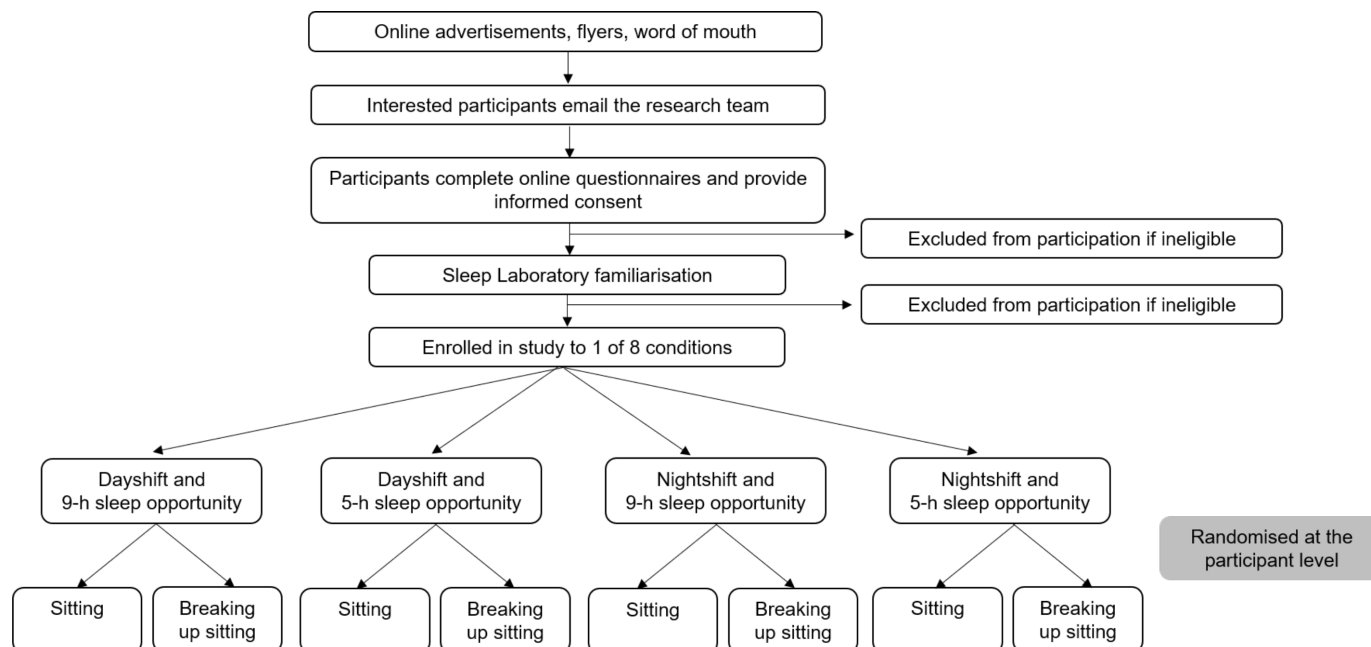 Online advertisements, flyers, word of mouth
Interested participants email the research team
Participants complete online questionnaires and provide
informed consent
Excluded from participation if ineligible
Sleep Laboratory familiarisation
Excluded from participation if ineligible
Enrolled in study to 1 of 8 conditions
Dayshift and
9-h sleep opportunity
Dayshift and
5-h sleep opportunity
Nightshift and
9-h sleep opportunity
Nightshift and
5-h sleep opportunity
Randomised at the
participant level
Sitting
Breaking
up sitting
Sitting
Breaking
up sitting
Sitting
Breaking
up sitting
Sitting
Breaking
up sitting